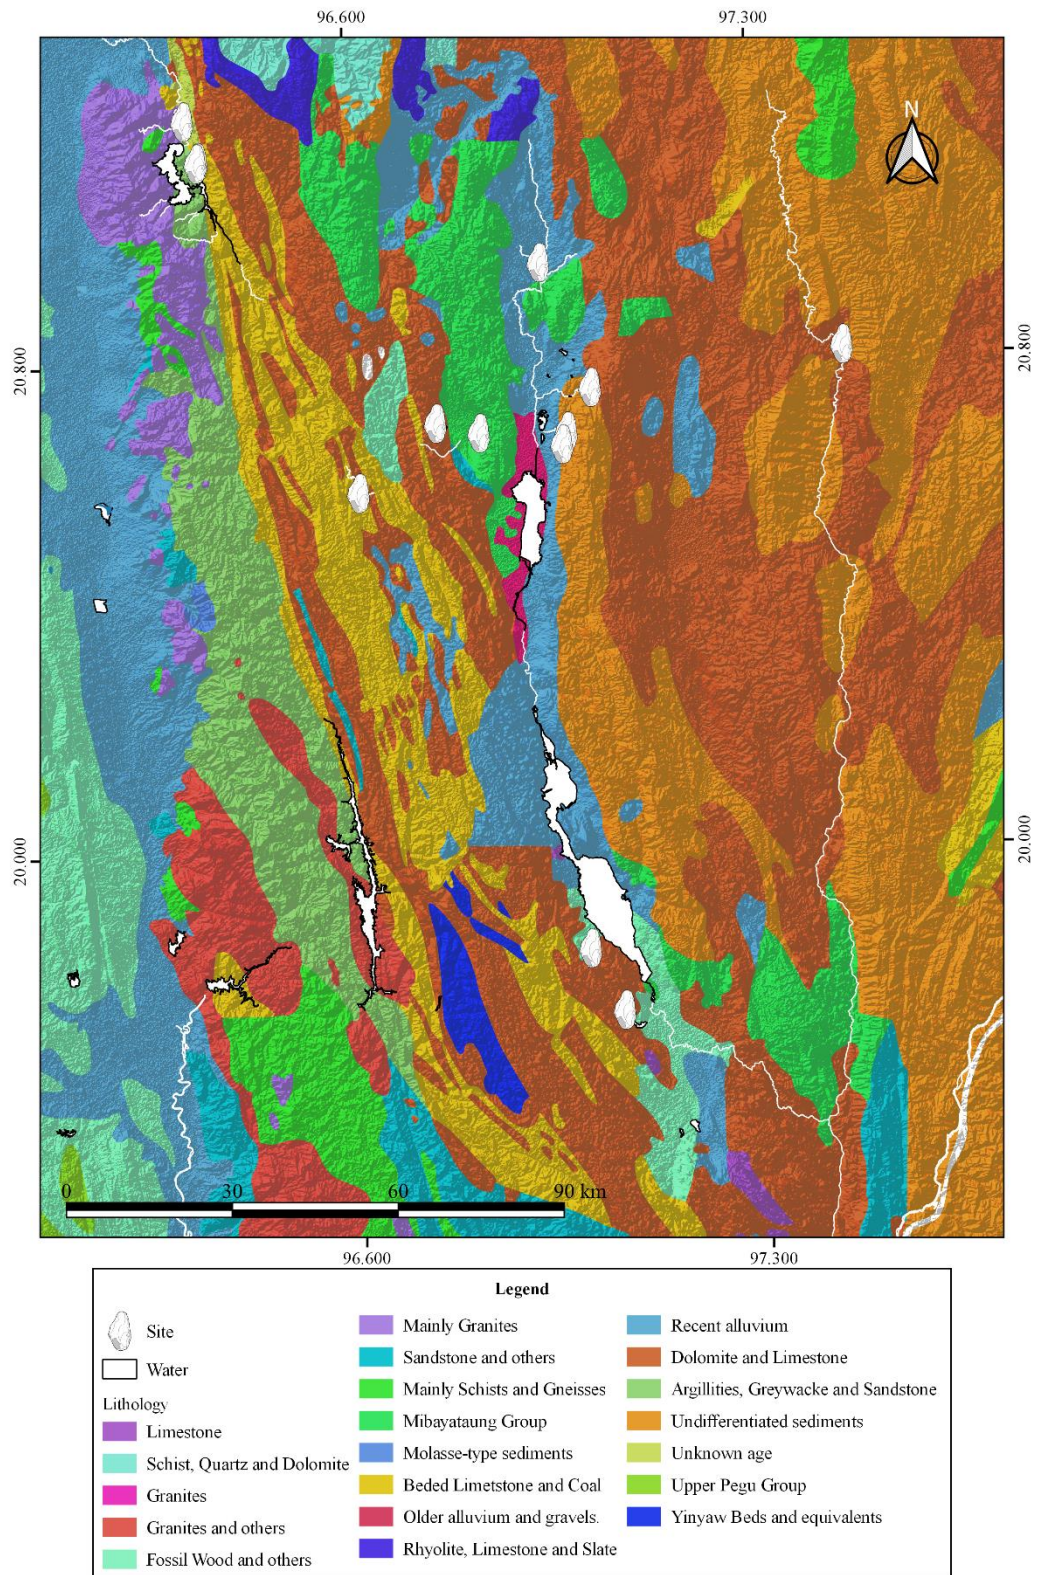 96.600 97.300
N
20.800 20.800
20.000 20.000
0 30 60 90 km
96.600 97.300
Legend
Site
Water
Lithology
Limestone
Schist, Quartz and Dolomite
Granites
Granites and others
Fossil Wood and others
Mainly Granites
Sandstone and others
Mainly Schists and Gneisses
Mibayataung Group
Molasse-type sediments
Beded Limetstone and Coal
Older alluvium and gravels.
Rhyolite, Limestone and Slate
Recent alluvium
Dolomite and Limestone
Argillities, Greywacke and Sandstone
Undifferentiated sediments
Unknown age
Upper Pegu Group
Yinyaw Beds and equivalents